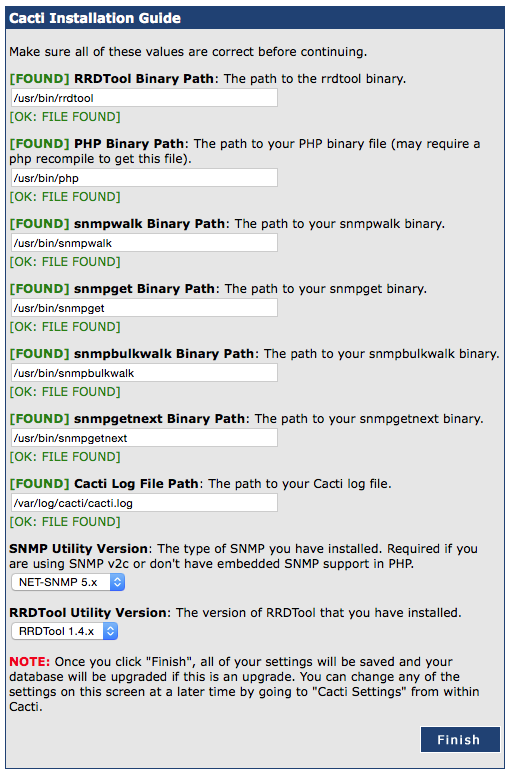 Cacti Installation Guide
Make sure all of these values are correct before continuing.
[FOUND] RRDTool Binary Path: The path to the rrdtool binary.
/usr/bin/rrdtool
[OK: FILE FOUND]
[FOUND] PHP Binary Path: The path to your PHP binary file (may require a
php recompile to get this file).
/usr/bin/php
[OK: FILE FOUND]
[FOUND] snmpwalk Binary Path: The path to your snmpwalk binary.
/usr/bin/snmpwalk
[OK: FILE FOUND]
[FOUND] snmpget Binary Path: The path to your snmpget binary.
/usr/bin/snmpget
[OK: FILE FOUND]
[FOUND] snmpbulkwalk Binary Path: The path to your snmpbulkwalk binary.
/usr/bin/snmpbulkwalk
[OK: FILE FOUND]
[FOUND] snmpgetnext Binary Path: The path to your snmpgetnext binary.
/usr/bin/snmpgetnext
[OK: FILE FOUND]
[FOUND] Cacti Log File Path: The path to your Cacti log file.
/var/log/cacti/cacti.log
[OK: FILE FOUND]
SNMP Utility Version: The type of SNMP you have installed. Required if you
are using SNMP v2c or don't have embedded SNMP support in PHP.
NET-SNMP 5.x
RRDTool Utility Version: The version of RRDTool that you have installed.
RRDTool 1.4.x
NOTE: Once you click "Finish", all of your settings will be saved and your
database will be upgraded if this is an upgrade. You can change any of the
settings on this screen at a later time by going to "Cacti Settings" from within
Cacti.
Finish